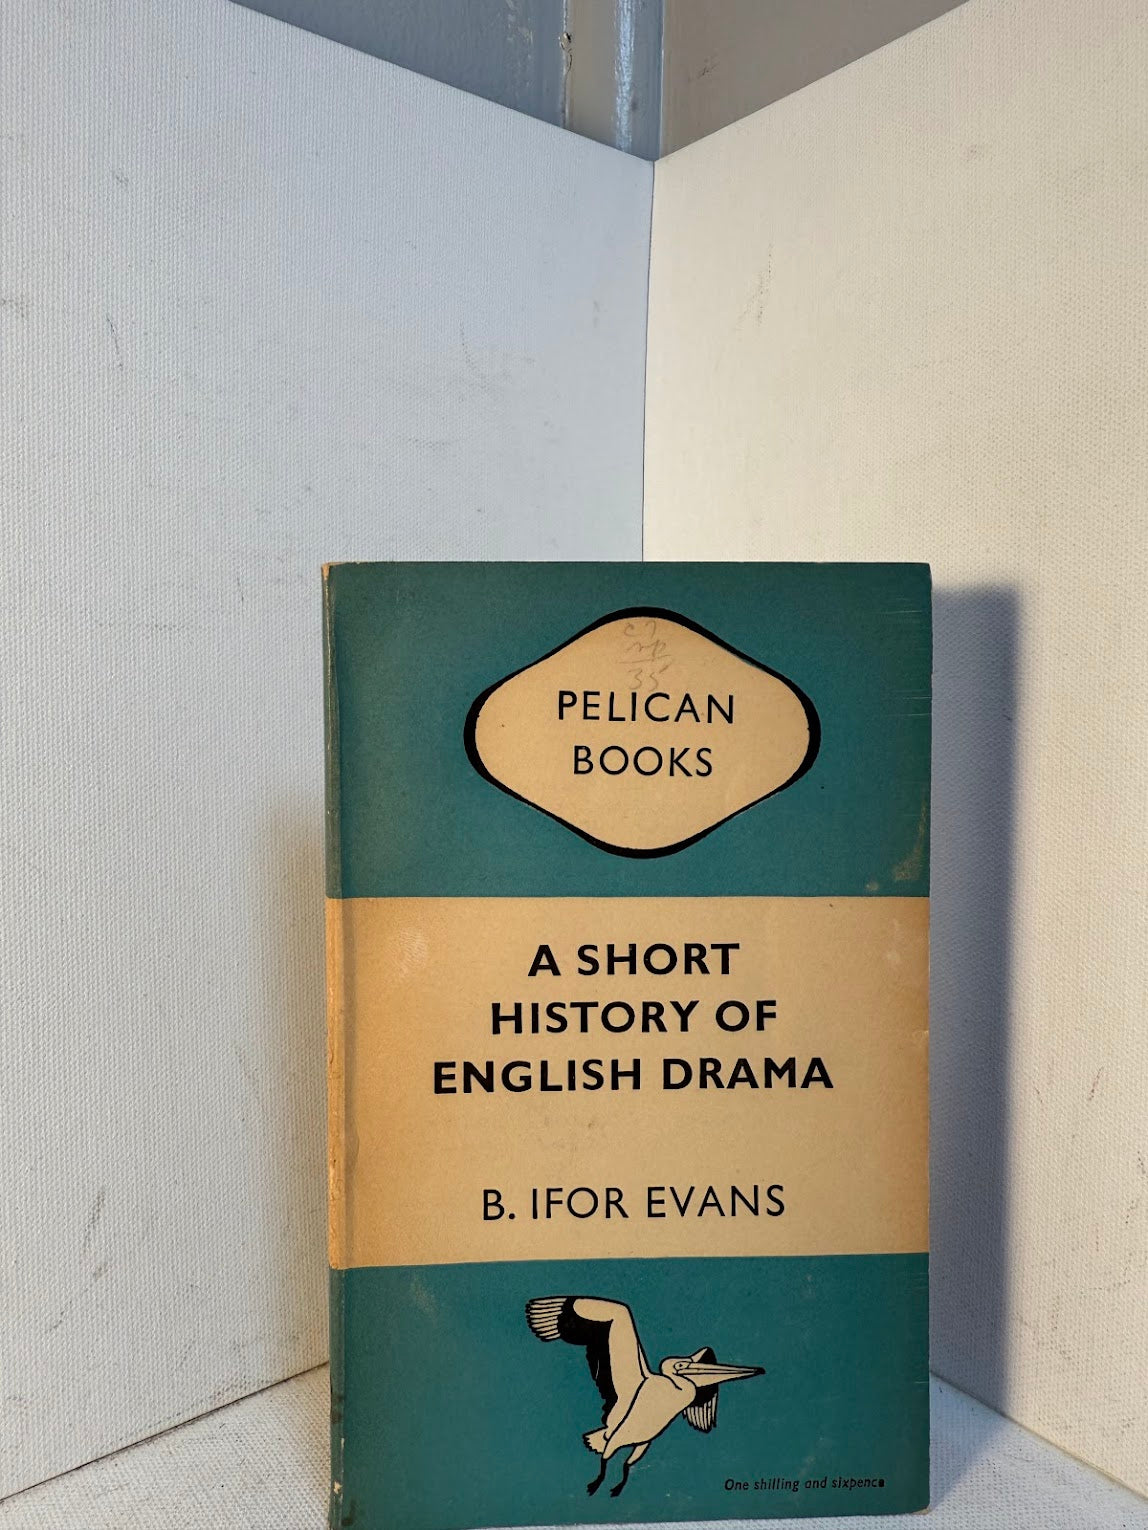 PELICAN
BOOKS
A SHORT
HISTORY OF
ENGLISH DRAMA
B. IFOR EVANS
One shilling and sixpence